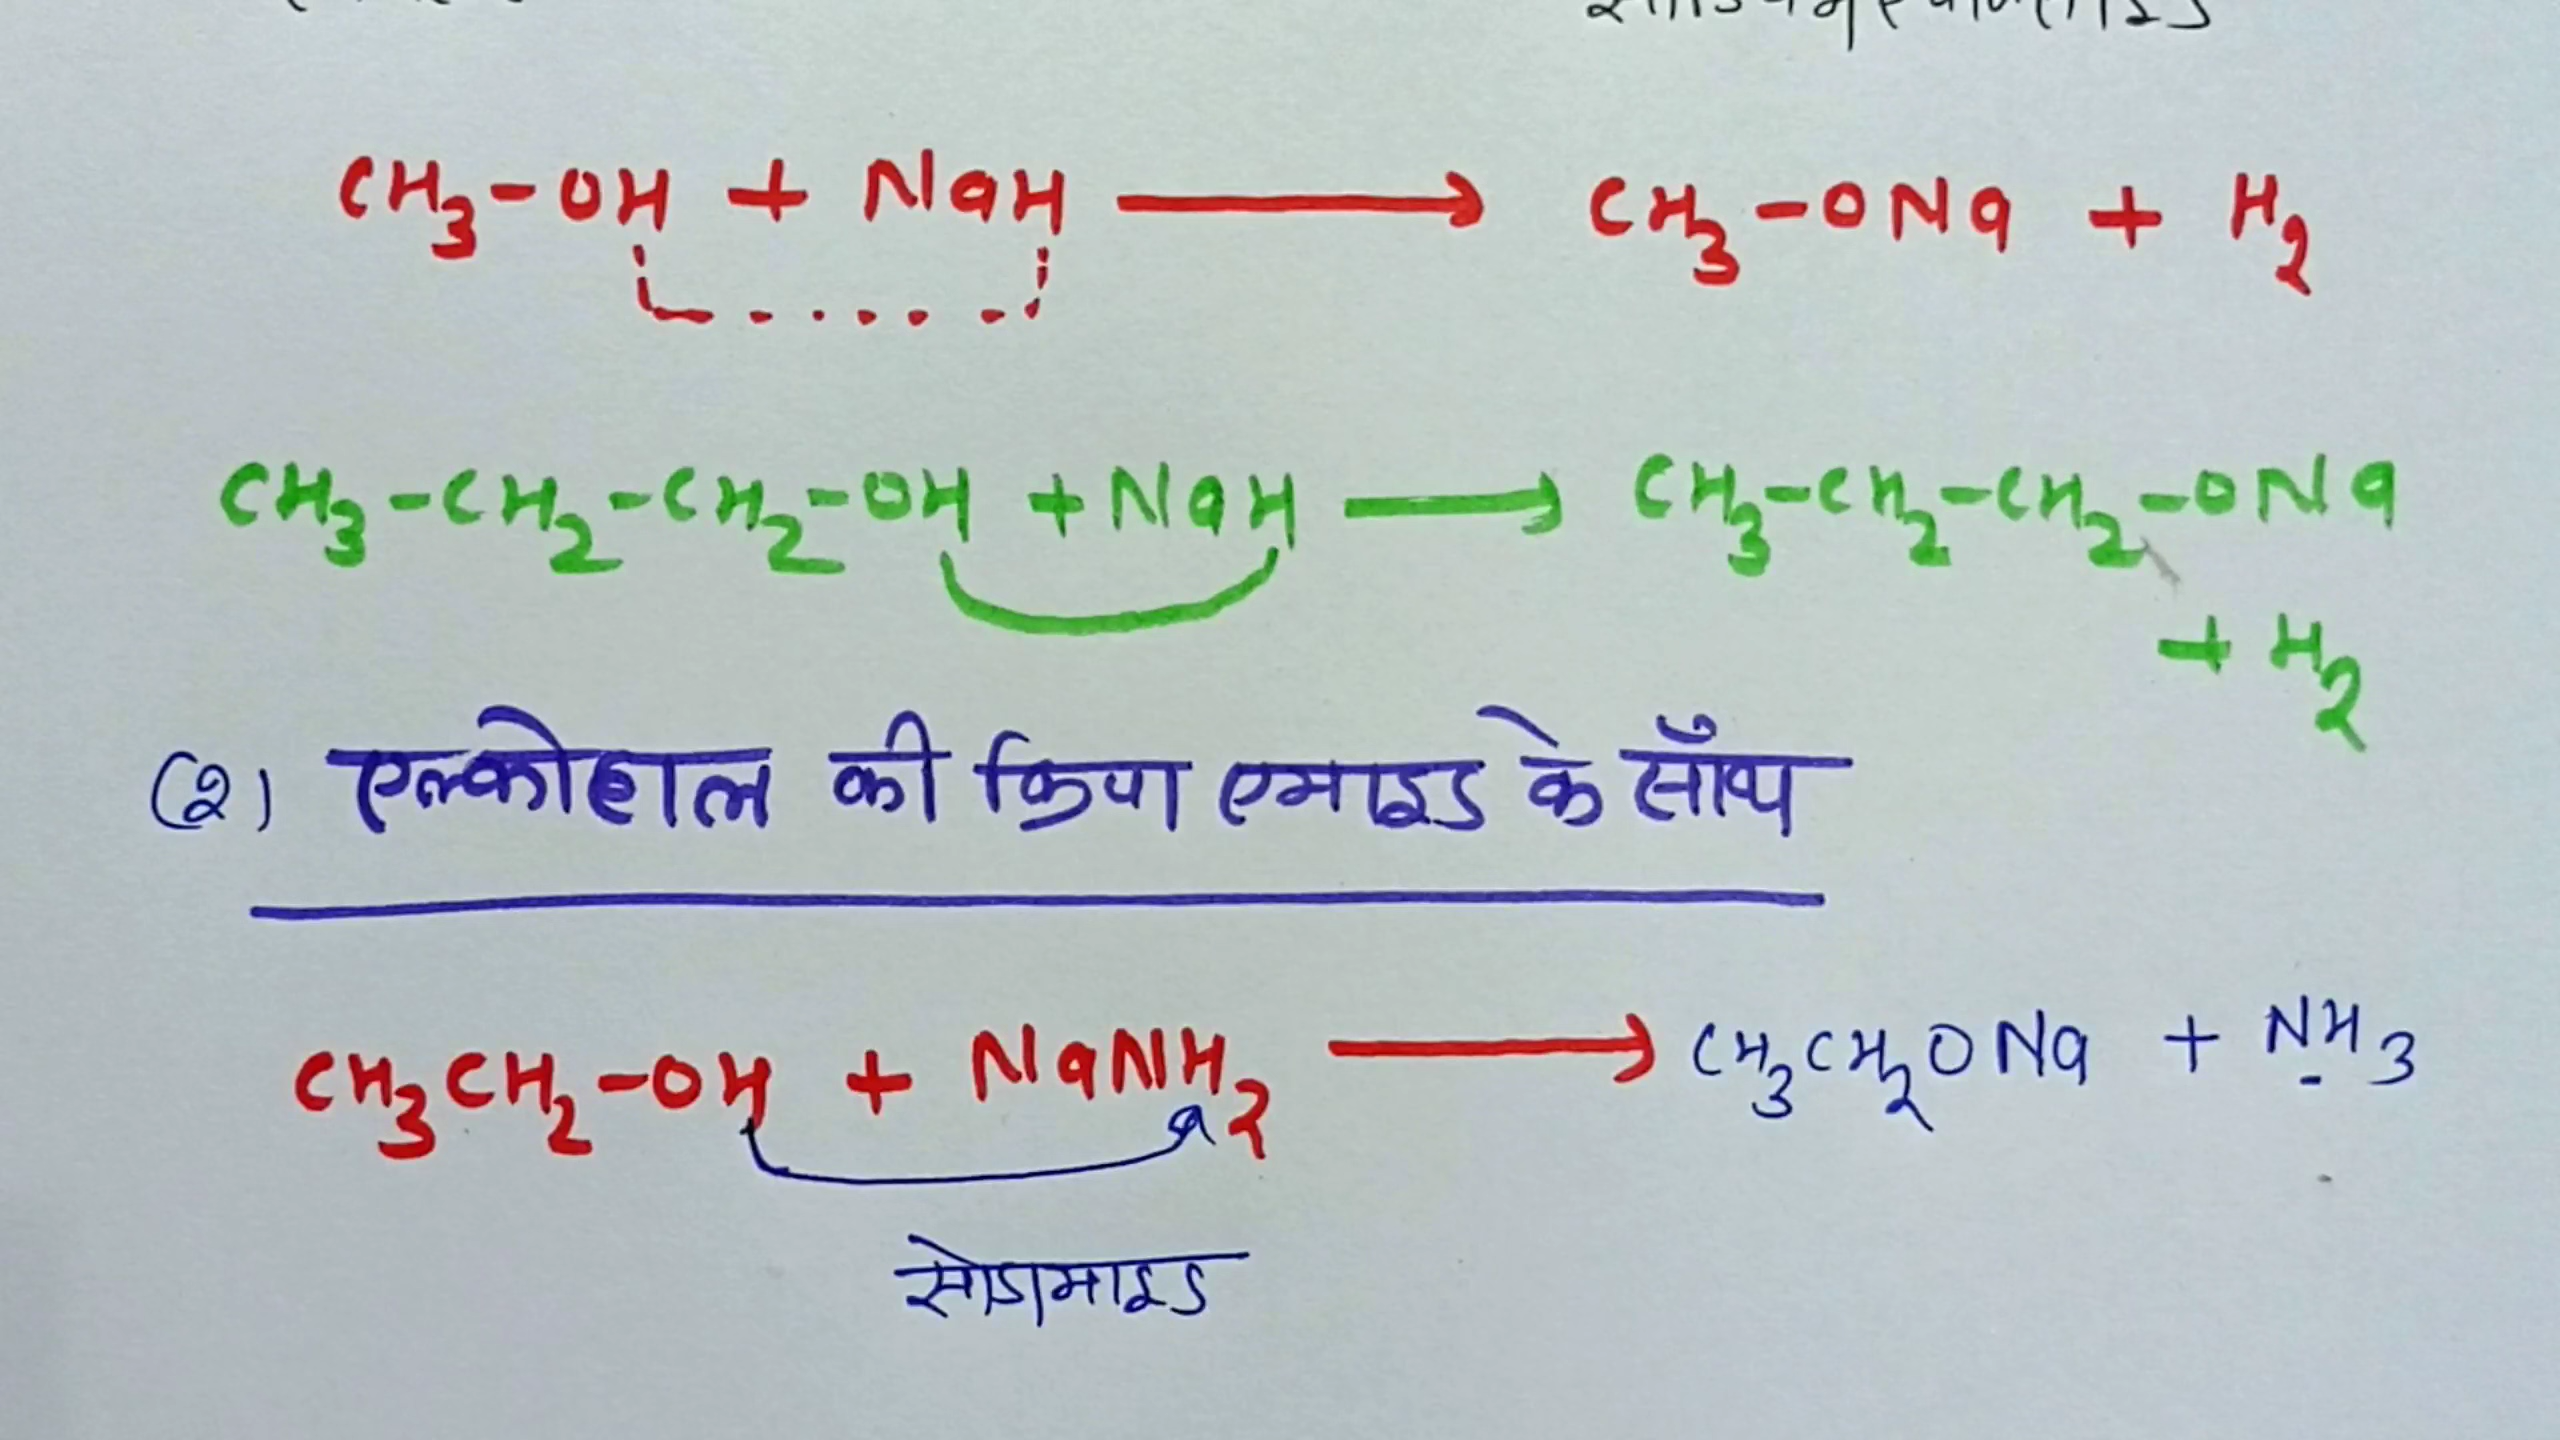 CH₃-OH + NaH ⟶ CH₃-ONa + H₂
CH₃-CH₂-CH₂-OH + NaH ⟶ CH₃-CH₂-CH₂-ONa
+ H₂
(2) एल्कोहाल की क्रिया एमाइड के साँथ
CH₃CH₂-OH + NaNH₂ ⟶ CH₃CH₂ONa + NH₃
सोडामाइड